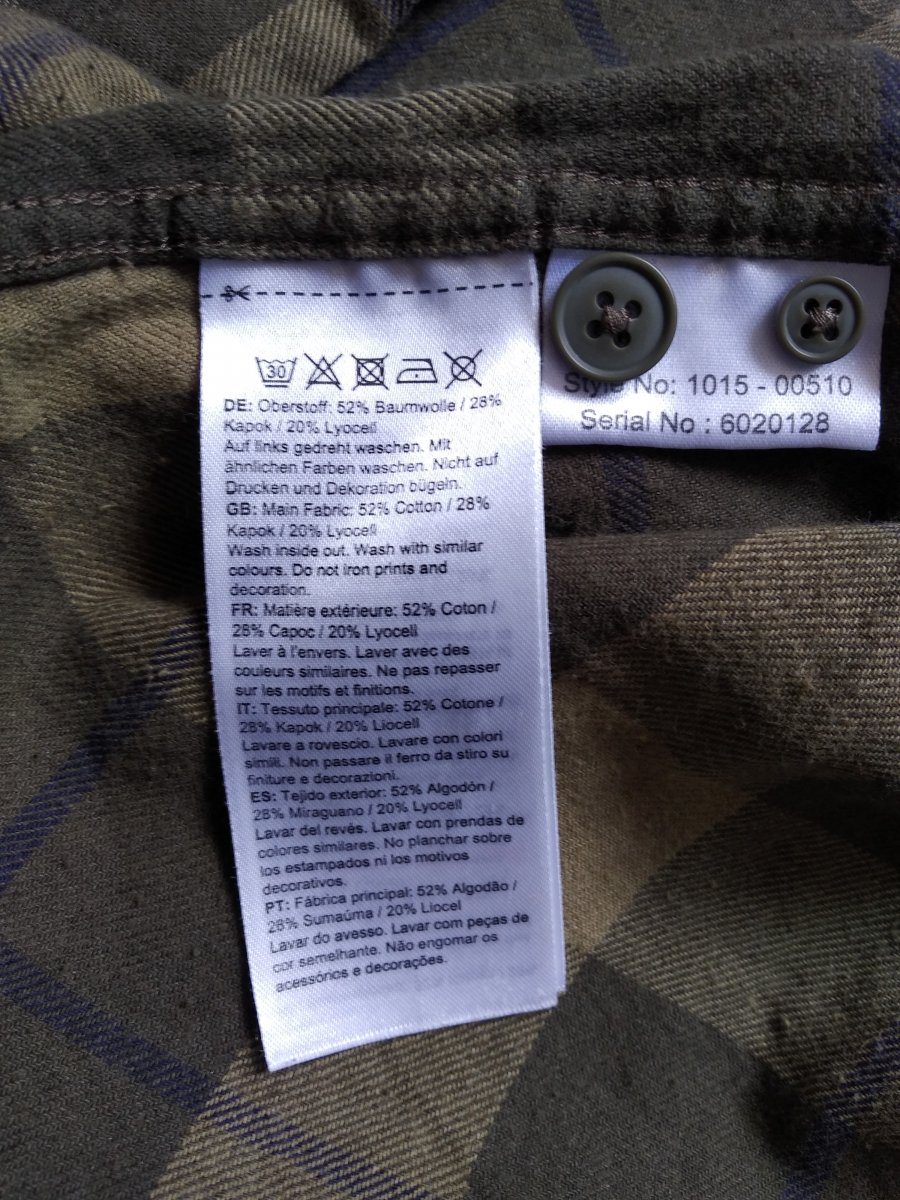 30
DE: Oberstoff: 52% Baumwolle / 28%
Kapok / 20% Lyocell
Auf links gedreht waschen. Mit
ähnlichen Farben waschen. Nicht auf
Drucken und Dekoration bügeln.
GB: Main Fabric: 52% Cotton / 28%
Kapok / 20% Lyocell
Wash inside out. Wash with similar
colours. Do not iron prints and
decoration.
FR: Matière extérieure: 52% Coton /
28% Capoc / 20% Lyocell
Laver à l'envers. Laver avec des
couleurs similaires. Ne pas repasser
sur les motifs et finitions.
IT: Tessuto principale: 52% Cotone /
28% Kapok / 20% Liocell
Lavare a rovescio. Lavare con colori
simili. Non passare il ferro da stiro su
finiture e decorazioni.
ES: Tejido exterior: 52% Algodón /
28% Miraguano / 20% Lyocell
Lavar del revés. Lavar con prendas de
colores similares. No planchar sobre
los estampados ni los motivos
decorativos.
PT: Fábrica principal: 52% Algodão /
28% Sumaúma / 20% Liocel
Lavar do avesso. Lavar com peças de
cor semelhante. Não engomar os
acessórios e decorações.
Style No: 1015 - 00510
Serial No : 6020128